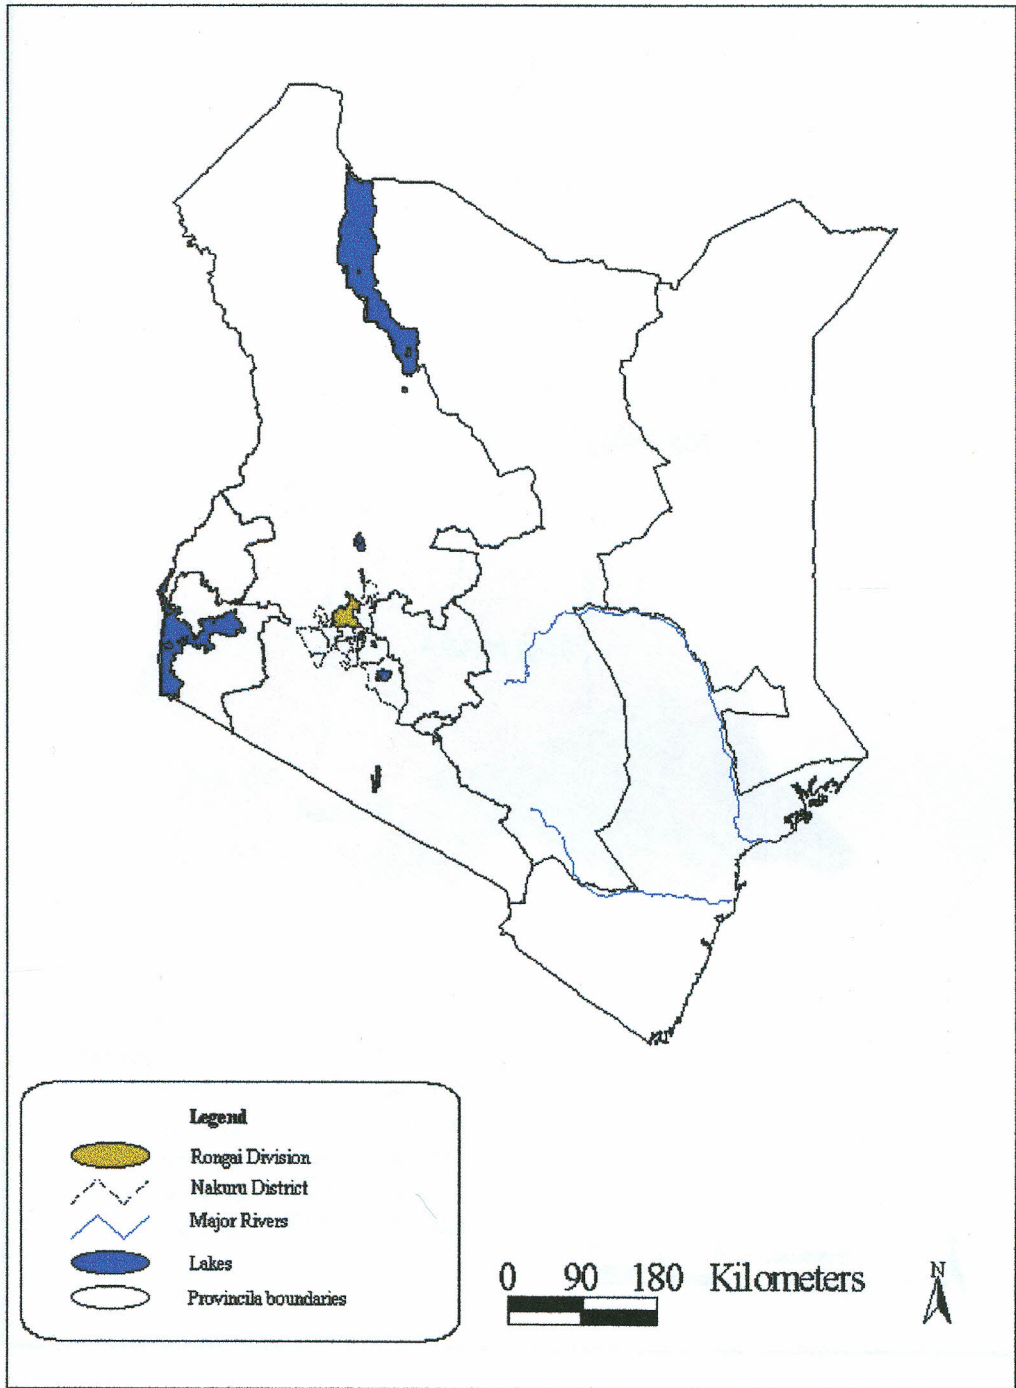 Legend
Rongai Division
Nakuru District
Major Rivers
Lakes
Provincila boundaries
0 90 180 Kilometers
N